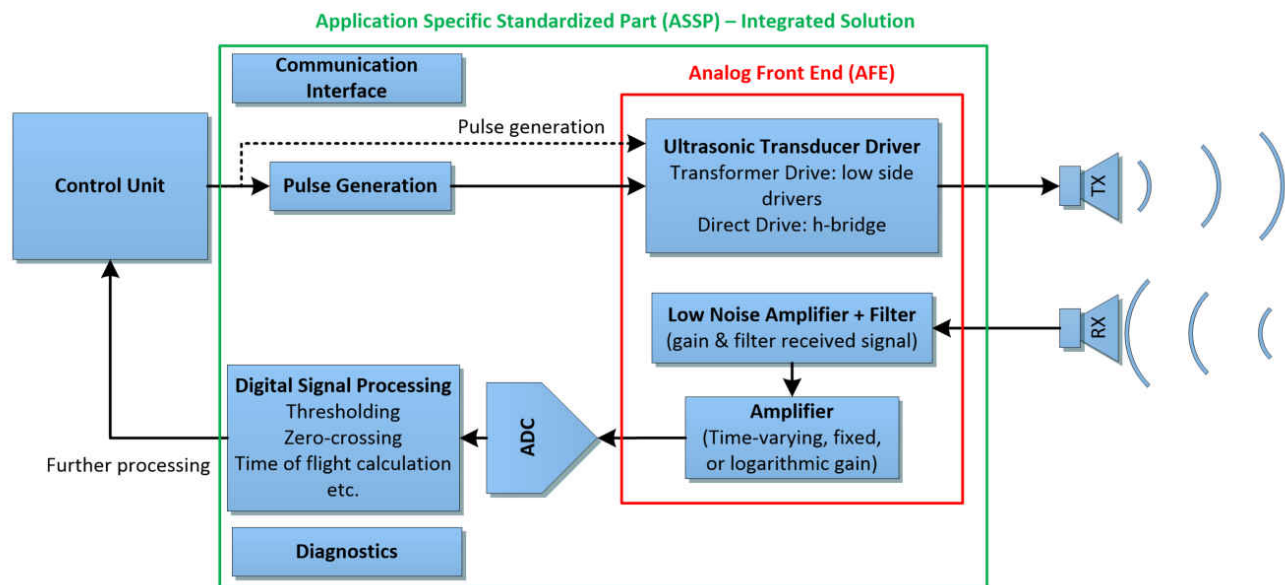 Application Specific Standardized Part (ASSP) – Integrated Solution
Communication
Interface
Analog Front End (AFE)
Control Unit
Pulse generation
Pulse Generation
Ultrasonic Transducer Driver
Transformer Drive: low side
drivers
Direct Drive: h-bridge
TX
Low Noise Amplifier + Filter
(gain & filter received signal)
RX
Digital Signal Processing
Thresholding
Zero-crossing
Time of flight calculation
etc.
ADC
Amplifier
(Time-varying, fixed,
or logarithmic gain)
Further processing
Diagnostics